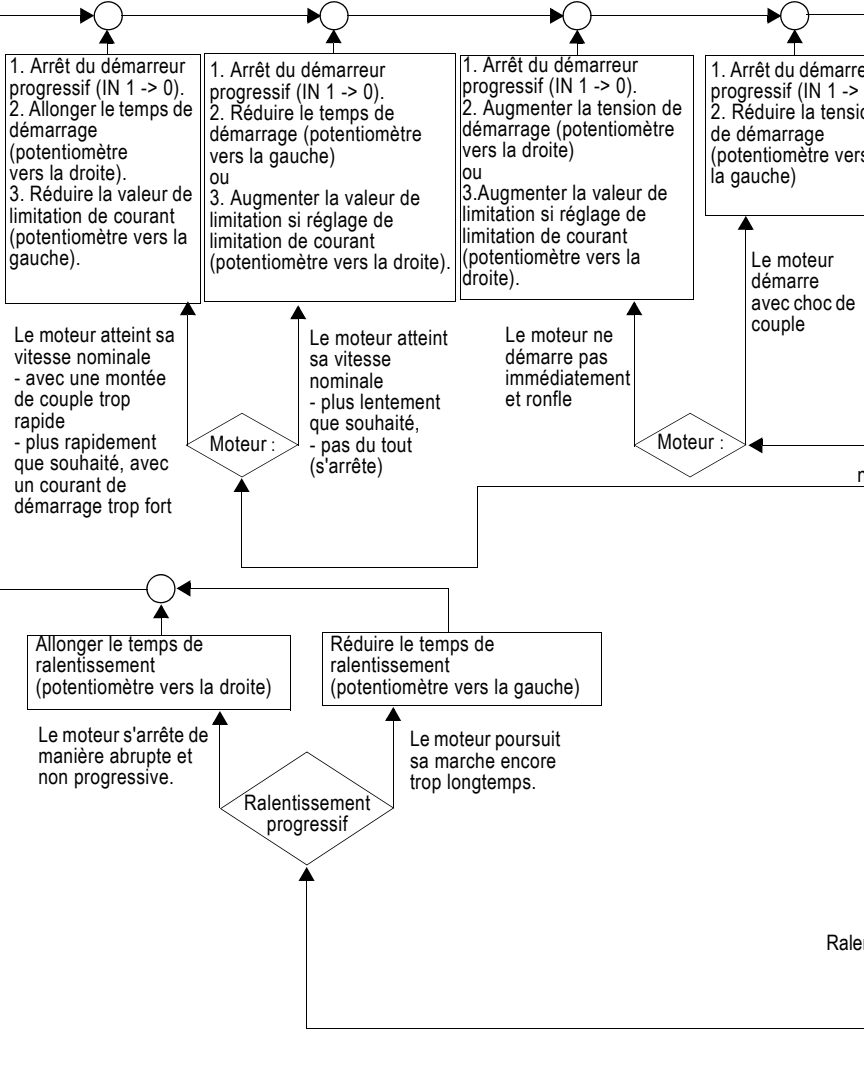 1. Arrêt du démarreur
progressif (IN 1 -> 0).
2. Allonger le temps de
démarrage
(potentiomètre
vers la droite).
3. Réduire la valeur de
limitation de courant
(potentiomètre vers la
gauche).
1. Arrêt du démarreur
progressif (IN 1 -> 0).
2. Réduire le temps de
démarrage (potentiomètre
vers la gauche)
ou
3. Augmenter la valeur de
limitation si réglage de
limitation de courant
(potentiomètre vers la droite).
1. Arrêt du démarreur
progressif (IN 1 -> 0).
2. Augmenter la tension de
démarrage (potentiomètre
vers la droite)
ou
3.Augmenter la valeur de
limitation si réglage de
limitation de courant
(potentiomètre vers la
droite).
1. Arrêt du démarre
progressif (IN 1 ->
2. Réduire la tensio
de démarrage
(potentiomètre vers
la gauche)
Le moteur atteint sa
vitesse nominale
- avec une montée
de couple trop
rapide
- plus rapidement
que souhaité, avec
un courant de
démarrage trop fort
Moteur :
Le moteur atteint
sa vitesse
nominale
- plus lentement
que souhaité,
- pas du tout
(s'arrête)
Le moteur ne
démarre pas
immédiatement
et ronfle
Moteur :
Le moteur
démarre
avec choc de
couple
Allonger le temps de
ralentissement
(potentiomètre vers la droite)
Réduire le temps de
ralentissement
(potentiomètre vers la gauche)
Le moteur s'arrête de
manière abrupte et
non progressive.
Le moteur poursuit
sa marche encore
trop longtemps.
Ralentissement
progressif
Raler